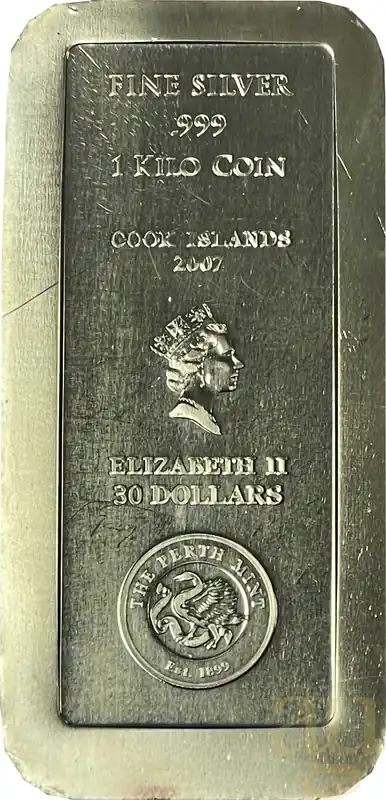 FINE SILVER
999
1 KILO COIN
COOK ISLANDS
2007
ELIZABETH II
30 DOLLARS
THE PERTH MINT
Est. 1899